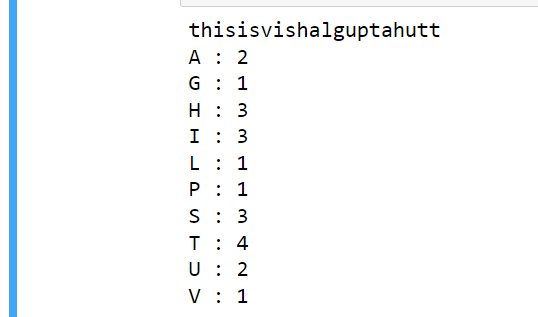 thisisvishalguptahutt
A : 2
G : 1
H : 3
I : 3
L : 1
P : 1
S : 3
T : 4
U : 2
V : 1